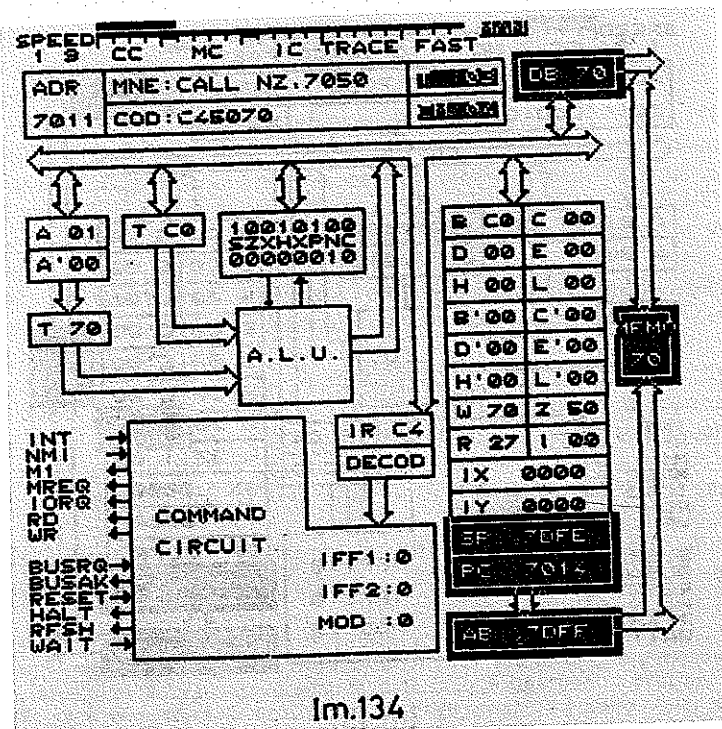 SPEED
1 9 CC MC IC TRACE FAST
ADR MNE:CALL NZ.7050
7011 COD:C45070
DB 70
A 01
A'00
T C0
10010100
SZXHXPNC
00000010
T 70
A.L.U.
B C0 C 00
D 00 E 00
H 00 L 00
B'00 C'00
D'00 E'00
H'00 L'00
W 70 Z 50
R 27 I 00
IX 0000
IY 0000
SP 7DFE
PC 7014
AB 7DFF
MEMO
70
IR C4
DECOD
INT
NMI
M1
MREQ
IORQ
RD
WR
BUSRQ
BUSAK
RESET
HALT
RFSH
WAIT
COMMAND
CIRCUIT
IFF1:0
IFF2:0
MOD :0
Im.134